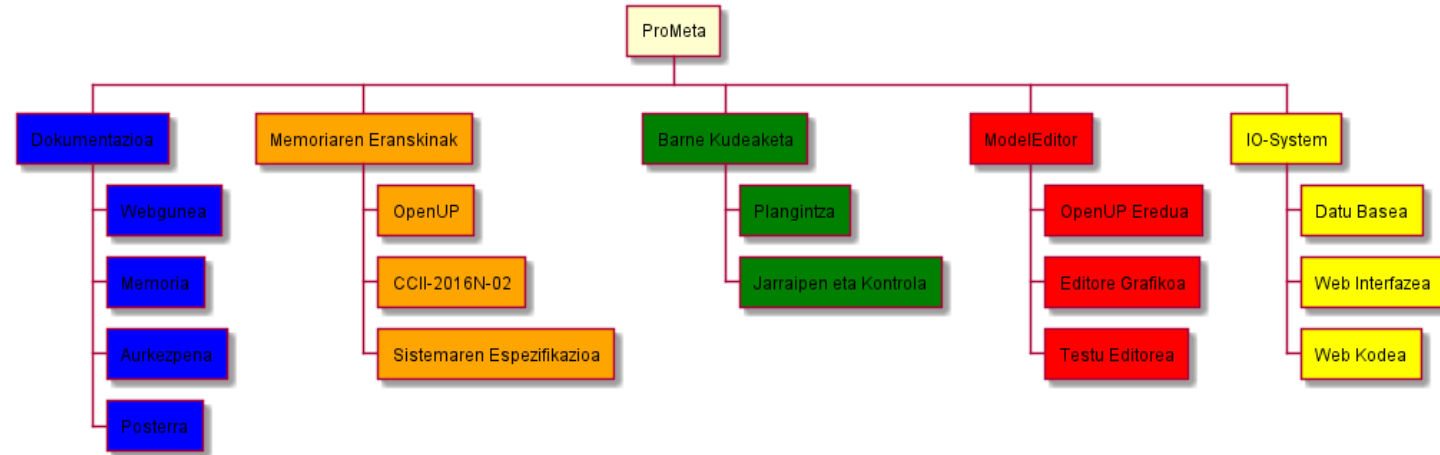 ProMeta
Dokumentazioa
Webgunea
Memoria
Aurkezpena
Posterra
Memoriaren Eranskinak
OpenUP
CCII-2016N-02
Sistemaren Espezifikazioa
Barne Kudeaketa
Plangintza
Jarraipen eta Kontrola
ModelEditor
OpenUP Eredua
Editore Grafikoa
Testu Editorea
IO-System
Datu Basea
Web Interfazea
Web Kodea